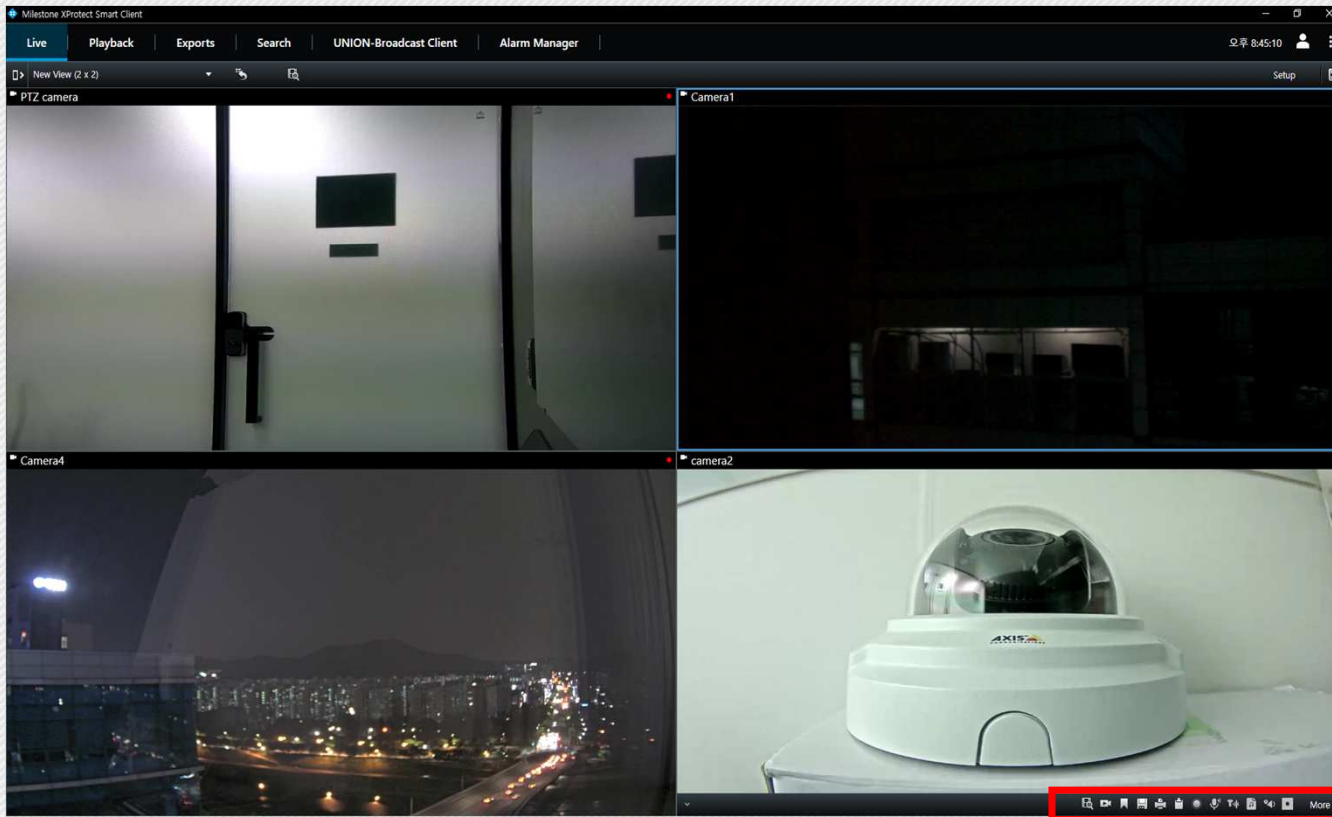 Milestone XProtect Smart Client
Live Playback Exports Search UNION-Broadcast Client Alarm Manager 오후 8:45:10
New View (2 x 2) Setup
PTZ camera
Camera1
Camera4
camera2
AXIS
More